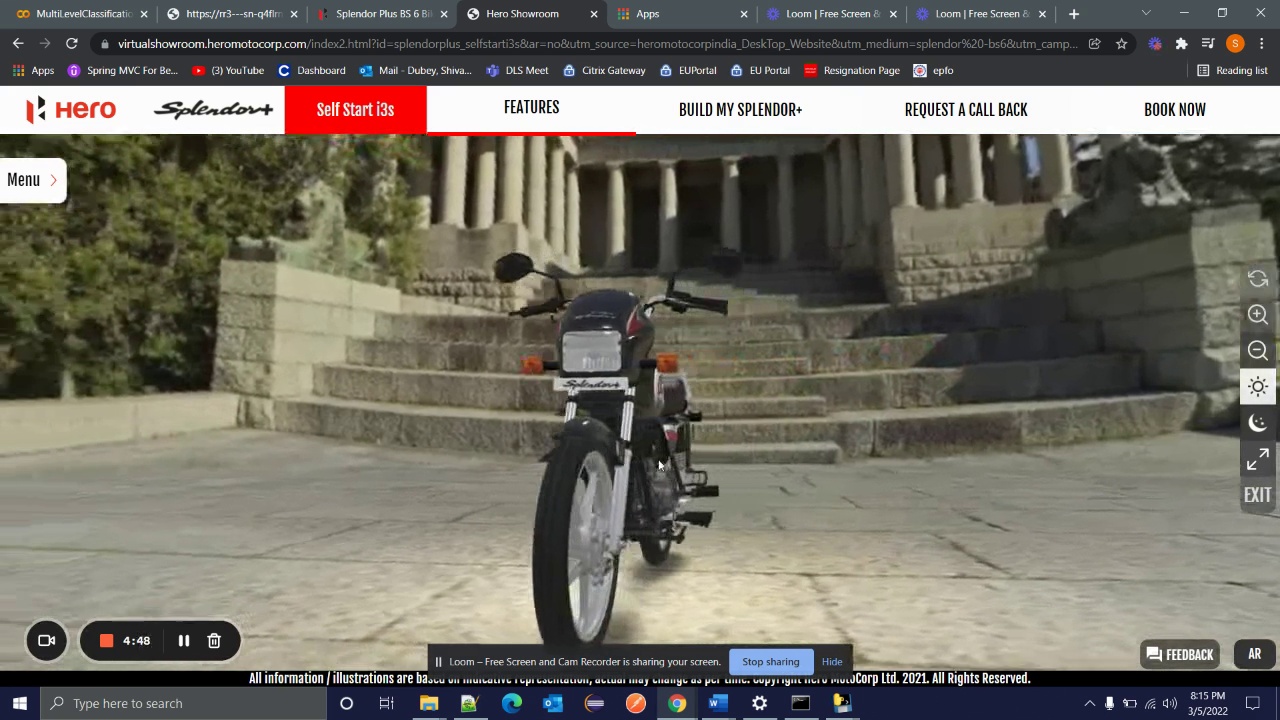 MultiLevelClassificatio
https://rr3---sn-q4flrn
Splendor Plus BS 6 Bil
Hero Showroom
Apps
Loom | Free Screen &
Loom | Free Screen &
virtualshowroom.heromotocorp.com/index2.html?id=splendorplus_selfstarti3s&at=no&utm_source=heromotocorpindia_DeskTop_Website&utm_medium=splendor%20-bs6&utm_camp...
S
Apps
Spring MVC For Be...
(3) YouTube
Dashboard
Mail - Dubey, Shiva...
DLS Meet
Citrix Gateway
EUPortal
EU Portal
Resignation Page
epfo
Reading list
HERO
Splendor+
Self Start i3s
FEATURES
BUILD MY SPLENDOR+
REQUEST A CALL BACK
BOOK NOW
Menu
Splendor+
EXIT
4:48
Loom – Free Screen and Cam Recorder is sharing your screen.
Stop sharing
Hide
FEEDBACK
AR
All information / illustrations are based on indicative representation, actual may change as per time. Copyright Hero MotoCorp Ltd. 2021. All Rights Reserved.
Type here to search
8:15 PM
3/5/2022